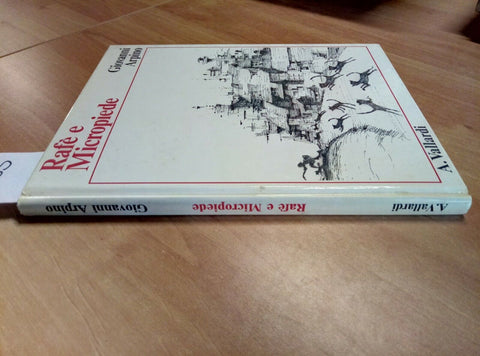 Giovanni
Arpino
Rafè e
Micropiede
A. Vallardi
Giovanni Arpino Rafè e Micropiede A. Vallardi